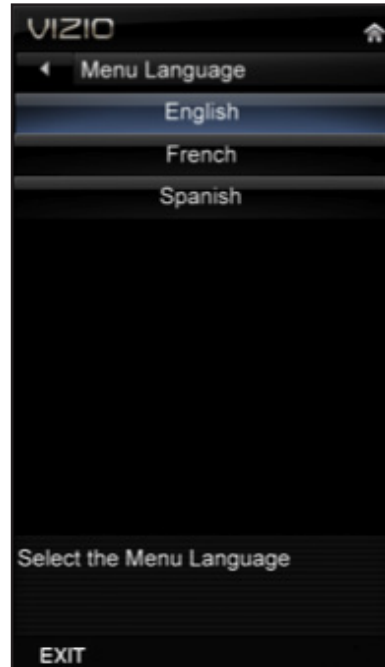 VIZIO
Menu Language
English
French
Spanish
Select the Menu Language
EXIT